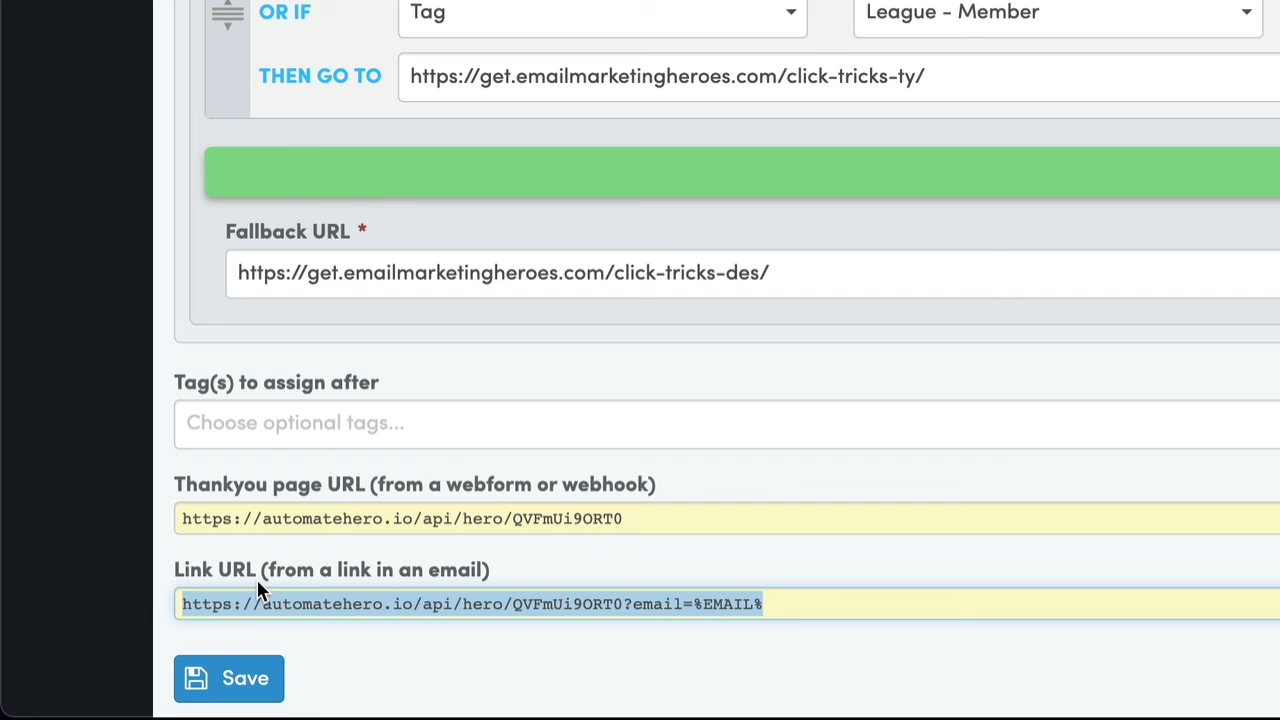 OR IF Tag League - Member
THEN GO TO https://get.emailmarketingheroes.com/click-tricks-ty/
Fallback URL *
https://get.emailmarketingheroes.com/click-tricks-des/
Tag(s) to assign after
Choose optional tags...
Thankyou page URL (from a webform or webhook)
https://automatehero.io/api/hero/QVFmUi9ORT0
Link URL (from a link in an email)
https://automatehero.io/api/hero/QVFmUi9ORT0?email=%EMAIL%
Save